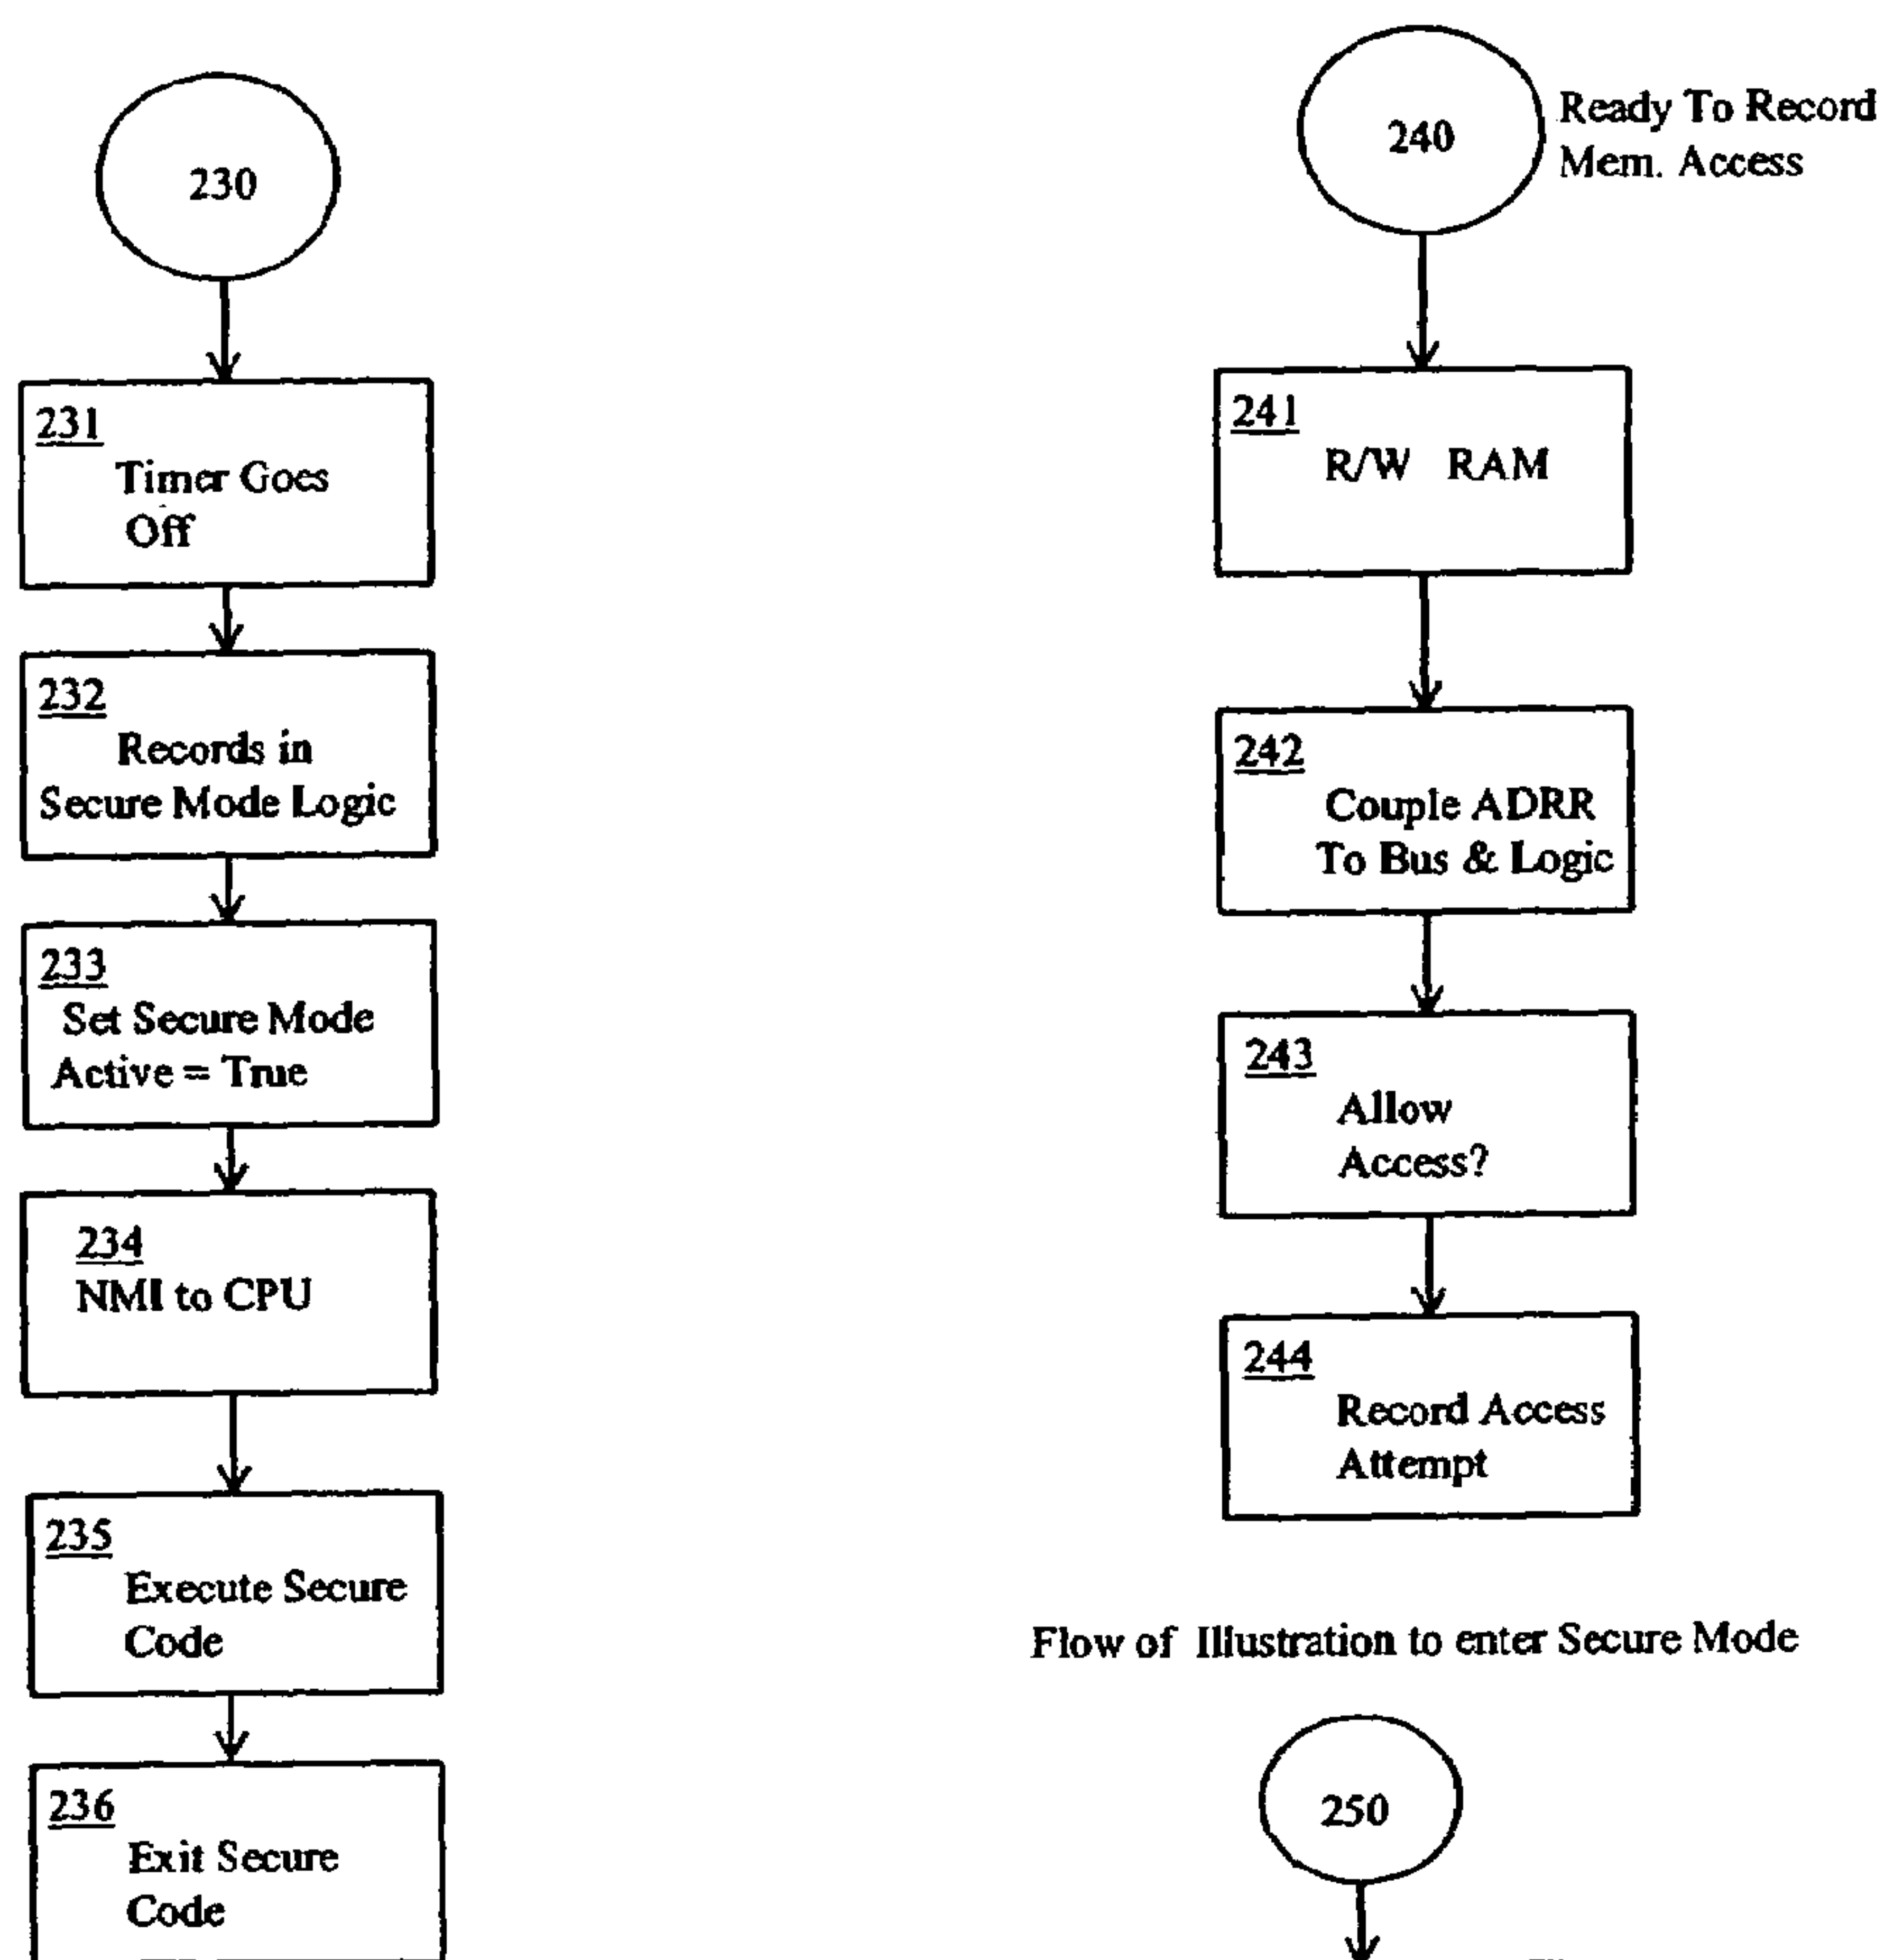 230
231
Timer Goes
Off
232
Records in
Secure Mode Logic
233
Set Secure Mode
Active = True
234
NMI to CPU
235
Execute Secure
Code
236
Exit Secure
Code
240
Ready To Record
Mem. Access
241
R/W RAM
242
Couple ADRR
To Bus & Logic
243
Allow
Access?
244
Record Access
Attempt
Flow of Illustration to enter Secure Mode
250